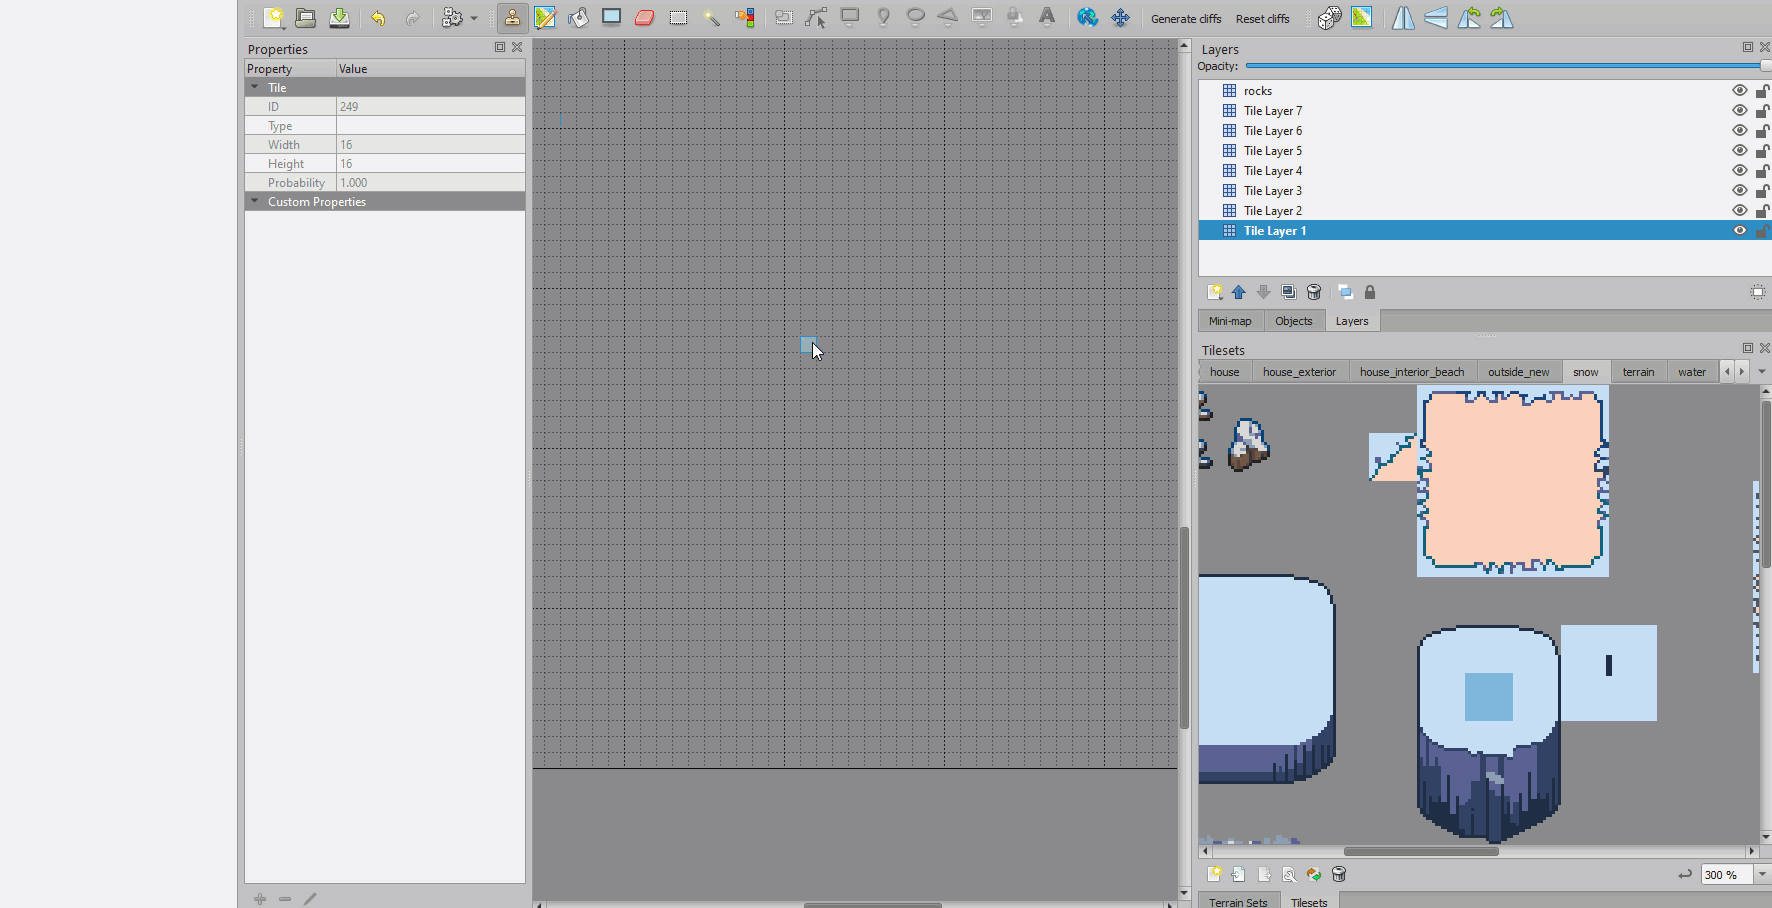 Generate cliffs Reset cliffs
Properties
Property Value
Tile
ID 249
Type
Width 16
Height 16
Probability 1.000
Custom Properties
Layers
Opacity:
rocks
Tile Layer 7
Tile Layer 6
Tile Layer 5
Tile Layer 4
Tile Layer 3
Tile Layer 2
Tile Layer 1
Mini-map Objects Layers
Tilesets
house house_exterior house_interior_beach outside_new snow terrain water
300 %
Terrain Sets Tilesets